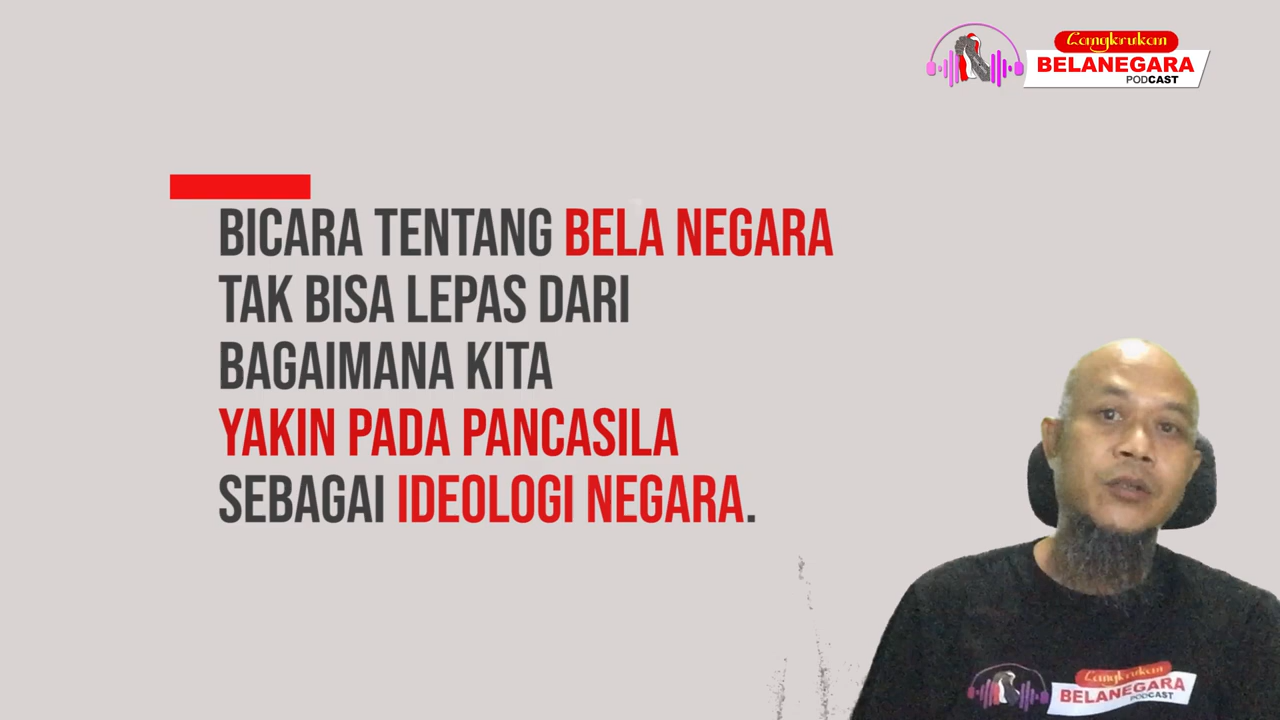 Cangkrukan
BELANEGARA
PODCAST
BICARA TENTANG BELA NEGARA
TAK BISA LEPAS DARI
BAGAIMANA KITA
YAKIN PADA PANCASILA
SEBAGAI IDEOLOGI NEGARA.
Cangkrukan
BELANEGARA
PODCAST